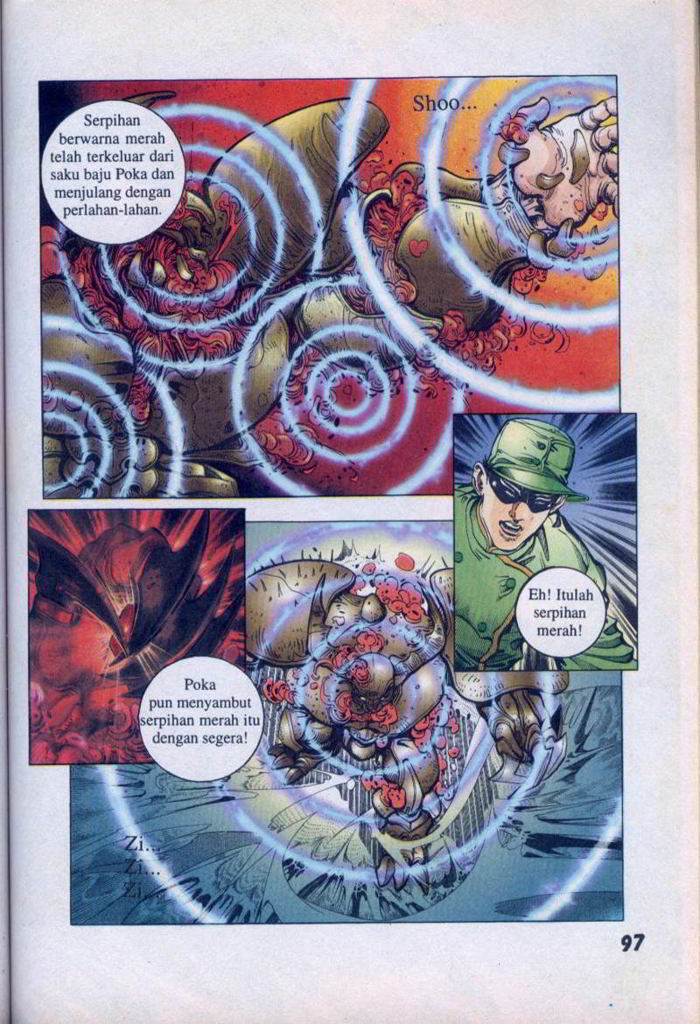 Serpihan
berwarna merah
telah terkeluar dari
saku baju Poka dan
menjulang dengan
perlahan-lahan.
Shoo...
Eh! Itulah
serpihan
merah!
Poka
pun menyambut
serpihan merah itu
dengan segera!
Zi...
Zi...
Zi...
97